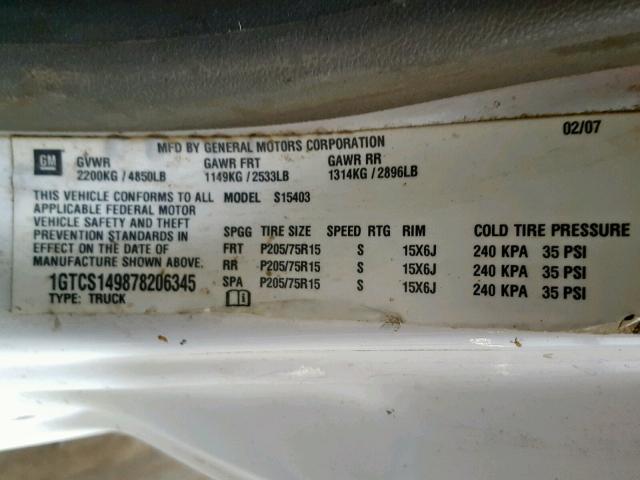 02/07
MFD BY GENERAL MOTORS CORPORATION
GM GVWR GAWR FRT GAWR RR
2200KG / 4850LB 1149KG / 2533LB 1314KG / 2896LB
THIS VEHICLE CONFORMS TO ALL MODEL S15403
APPLICABLE FEDERAL MOTOR
VEHICLE SAFETY AND THEFT
PREVENTION STANDARDS IN
EFFECT ON THE DATE OF
MANUFACTURE SHOWN ABOVE.
1GTCS149878206345
TYPE: TRUCK
SPGG TIRE SIZE SPEED RTG RIM COLD TIRE PRESSURE
FRT P205/75R15 S 15X6J 240 KPA 35 PSI
RR P205/75R15 S 15X6J 240 KPA 35 PSI
SPA P205/75R15 S 15X6J 240 KPA 35 PSI